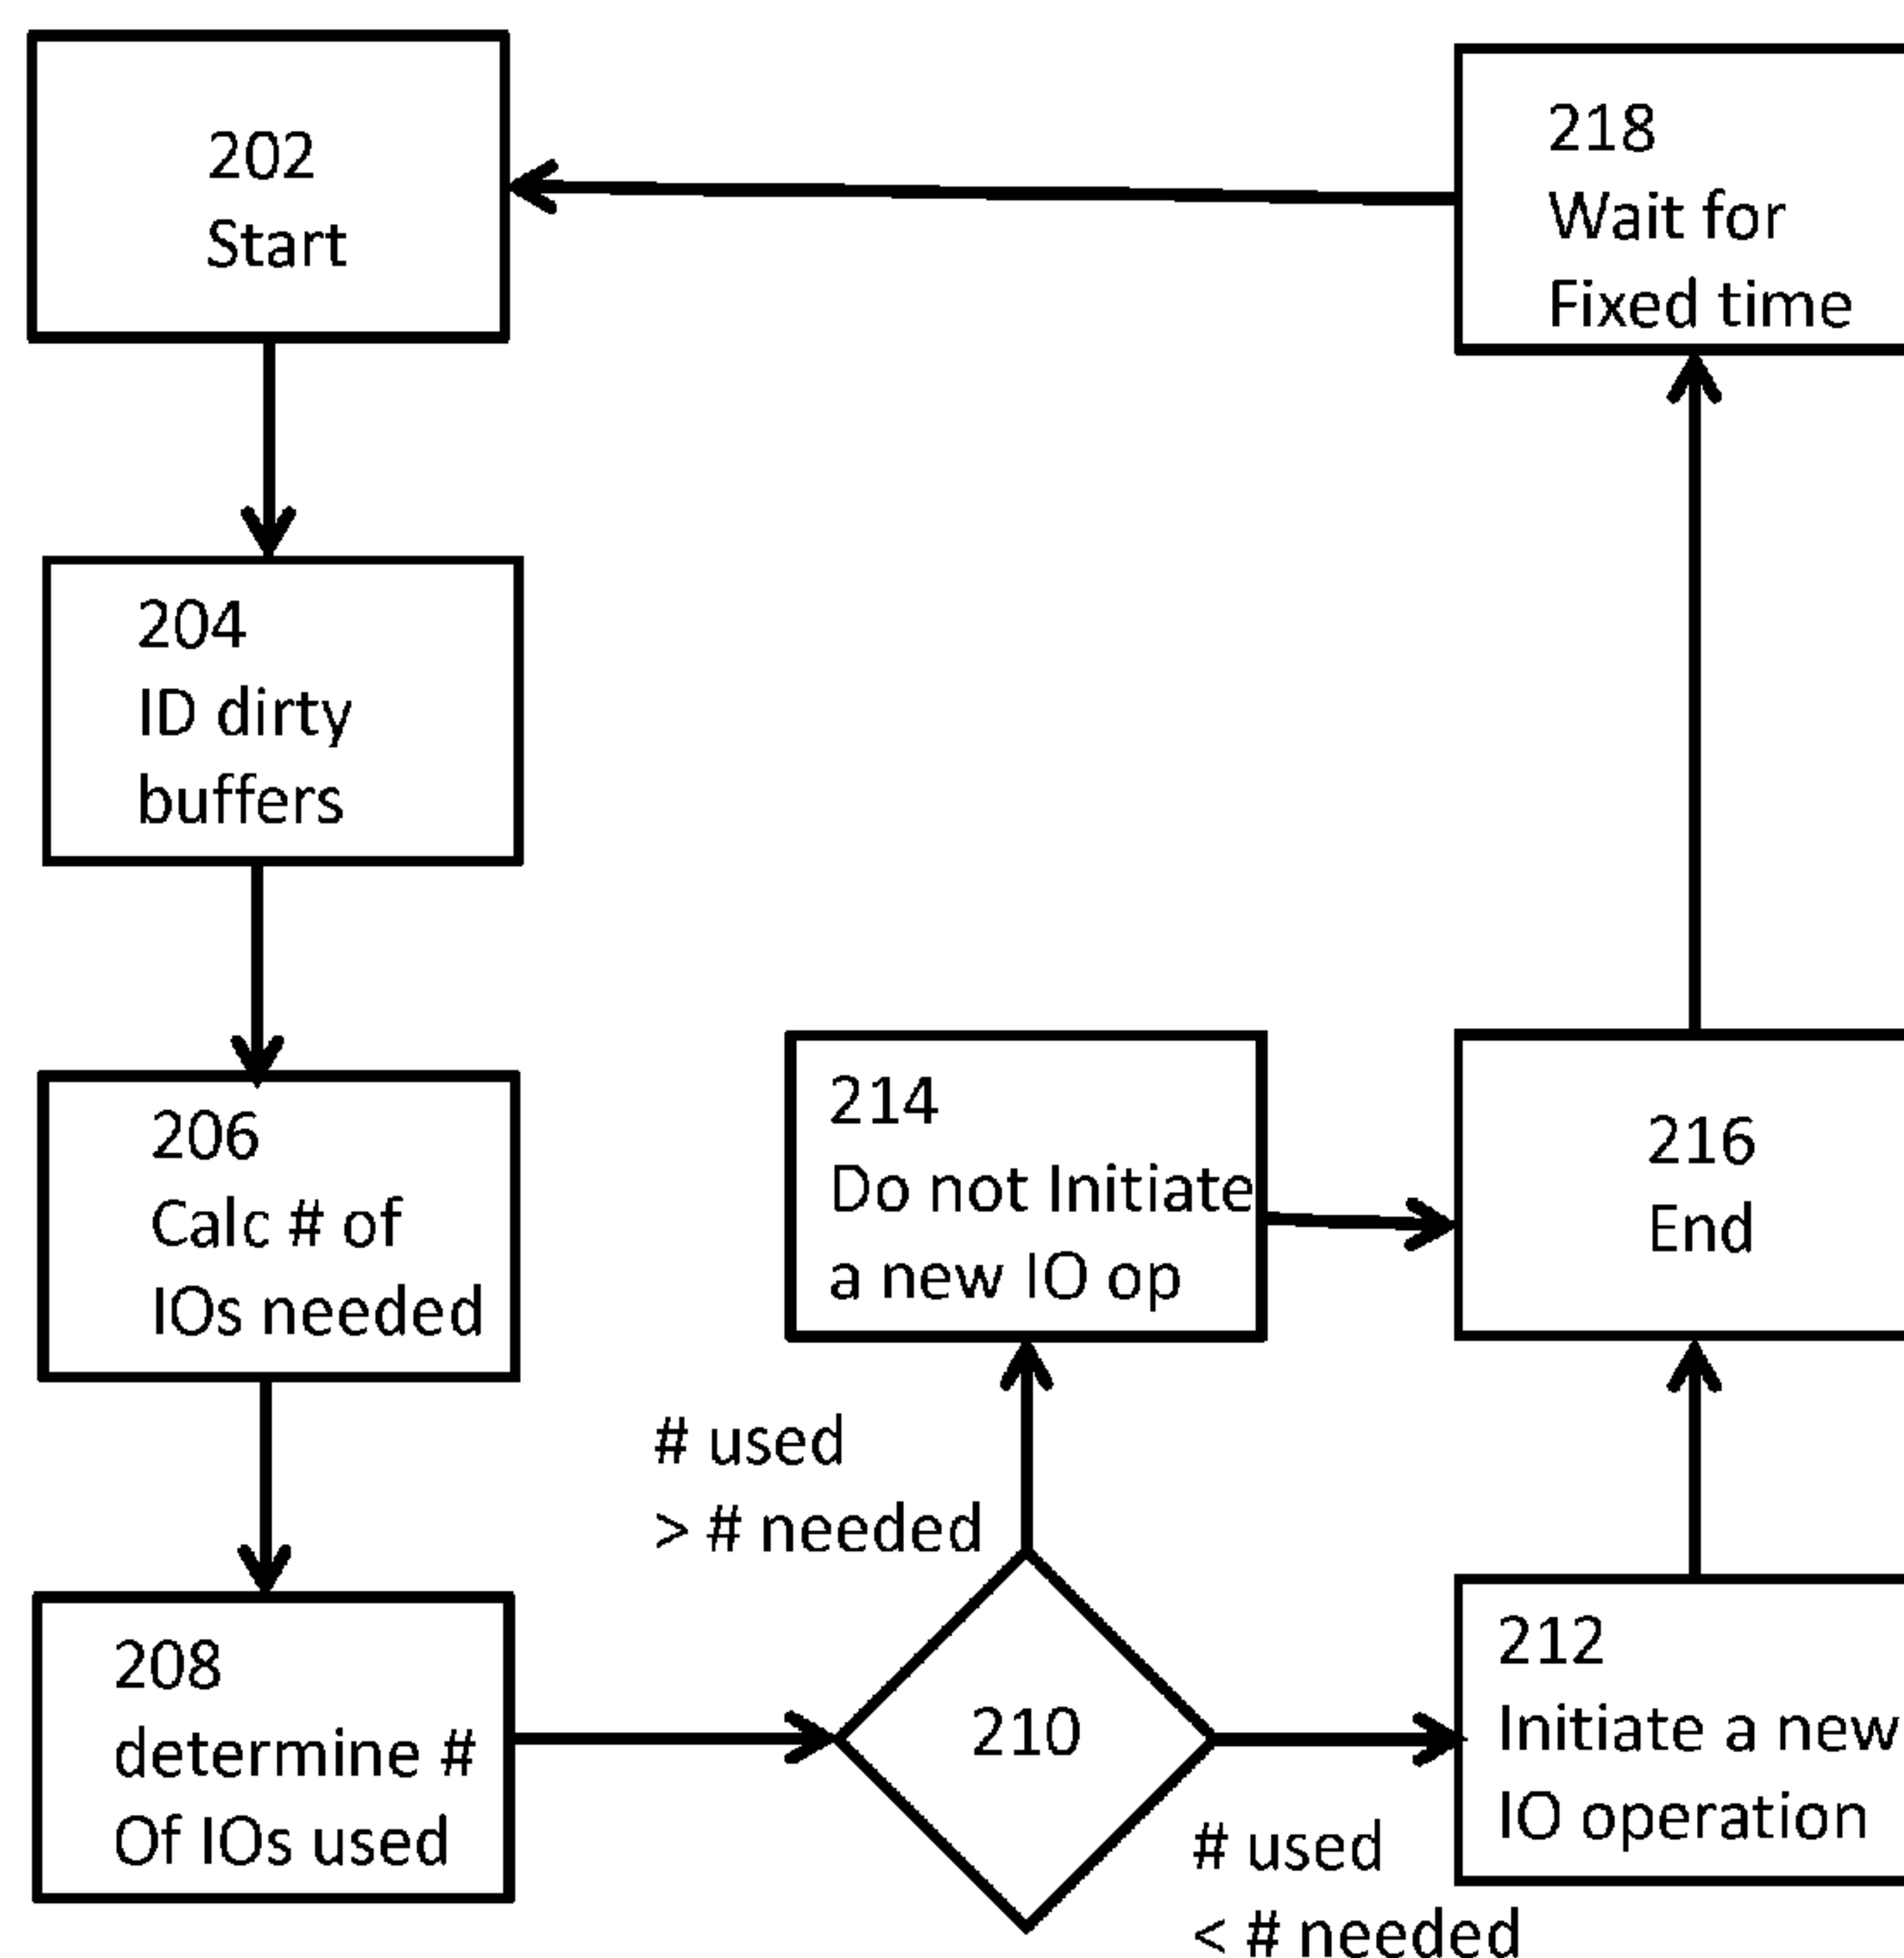 202
Start
204
ID dirty
buffers
206
Calc # of
IOs needed
208
determine #
Of IOs used
210
# used
> # needed
214
Do not Initiate
a new IO op
# used
< # needed
212
Initiate a new
IO operation
216
End
218
Wait for
Fixed time